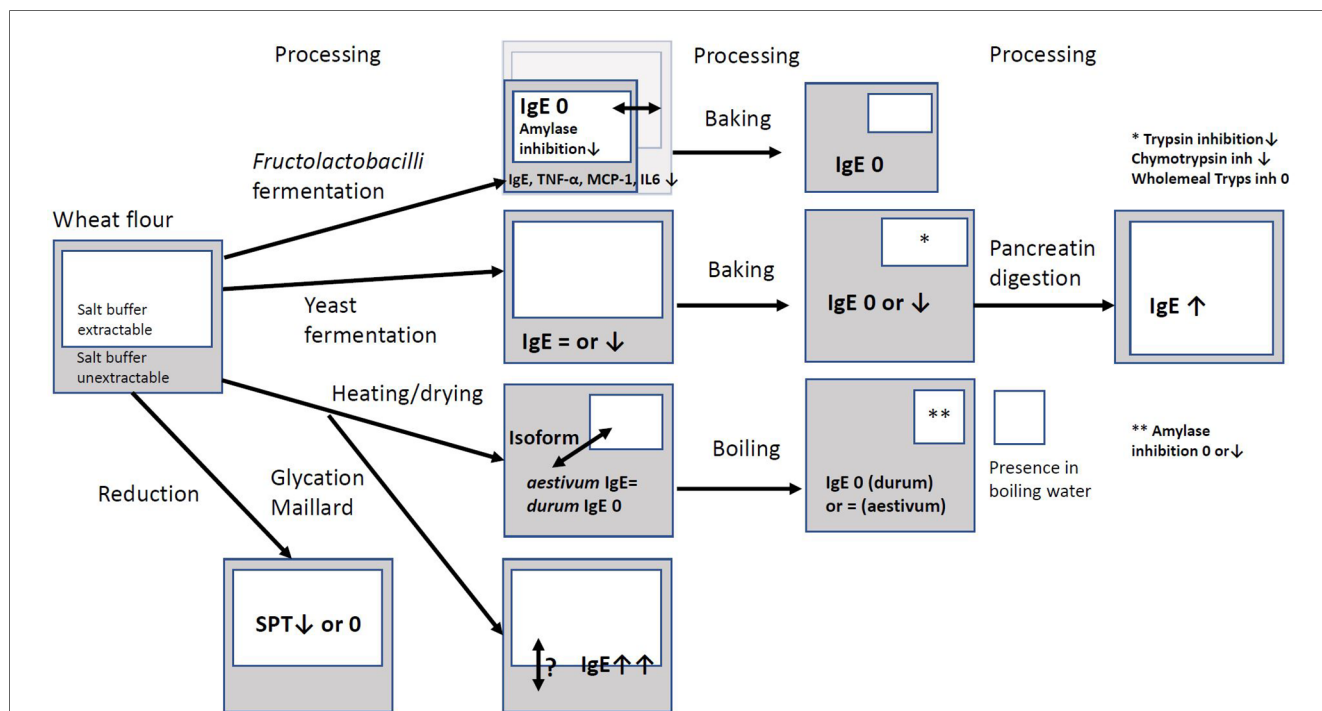 Processing
Processing
Processing
IgE 0
Amylase
inhibition↓
IgE, TNF-α, MCP-1, IL6 ↓
Baking
IgE 0
* Trypsin inhibition↓
Chymotrypsin inh ↓
Wholemeal Tryps inh 0
Fructolactobacilli
fermentation
Wheat flour
Salt buffer
extractable
Salt buffer
unextractable
Yeast
fermentation
IgE = or ↓
Baking
*
IgE 0 or ↓
Pancreatin
digestion
IgE ↑
Heating/drying
Isoform
aestivum IgE=
durum IgE 0
Boiling
**
IgE 0 (durum)
or = (aestivum)
Presence in
boiling water
** Amylase
inhibition 0 or↓
Reduction
Glycation
Maillard
SPT↓ or 0
? IgE↑↑